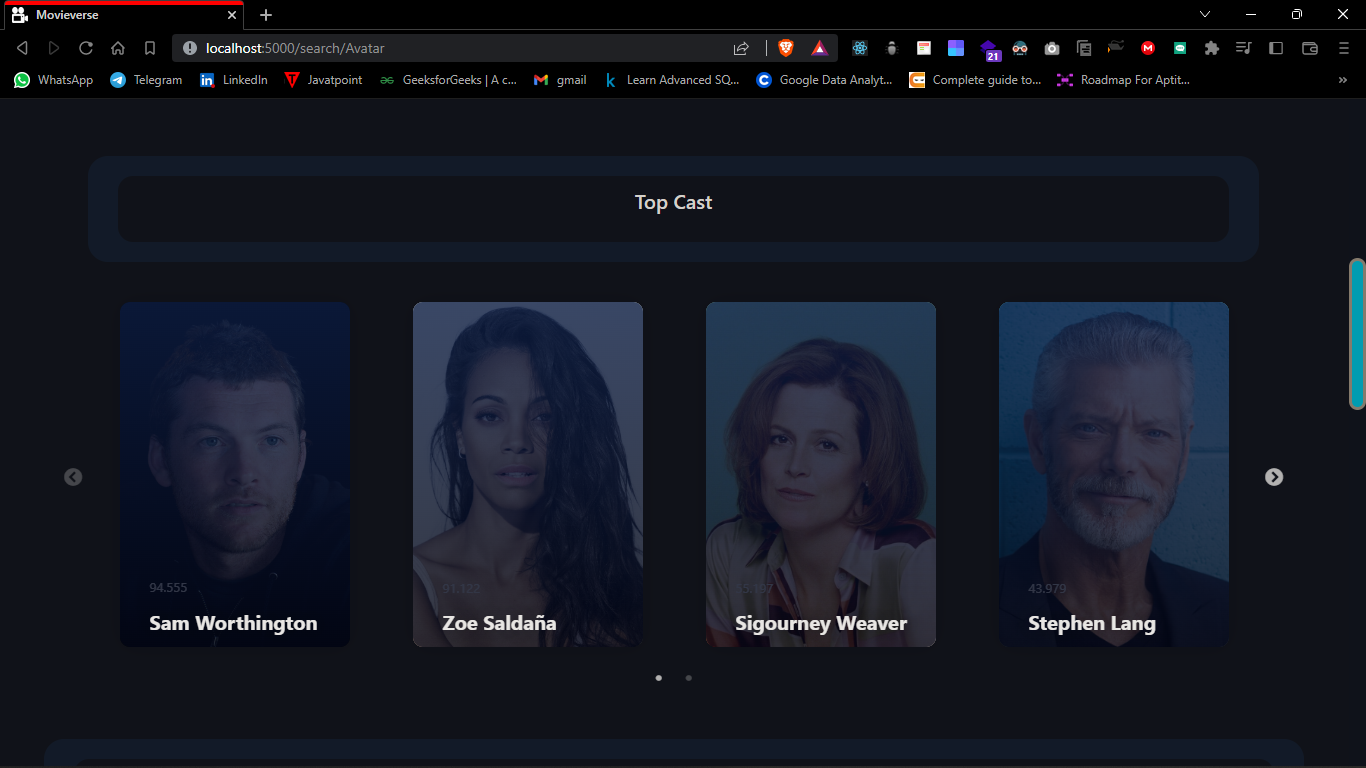 Movieverse
localhost:5000/search/Avatar
21
WhatsApp Telegram LinkedIn Javatpoint GeeksforGeeks | A c... gmail Learn Advanced SQ... Google Data Analyt... Complete guide to... Roadmap For Aptit...
Top Cast
94.555 91.122 55.197 43.979
Sam Worthington Zoe Saldaña Sigourney Weaver Stephen Lang